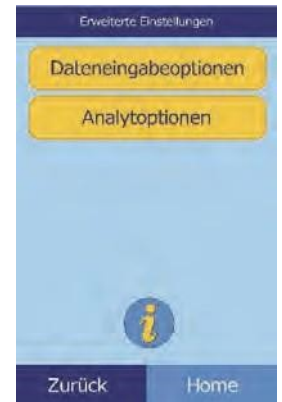 Erweiterte Einstellungen
Dateneingabeoptionen
Analytoptionen
i
Zurück
Home